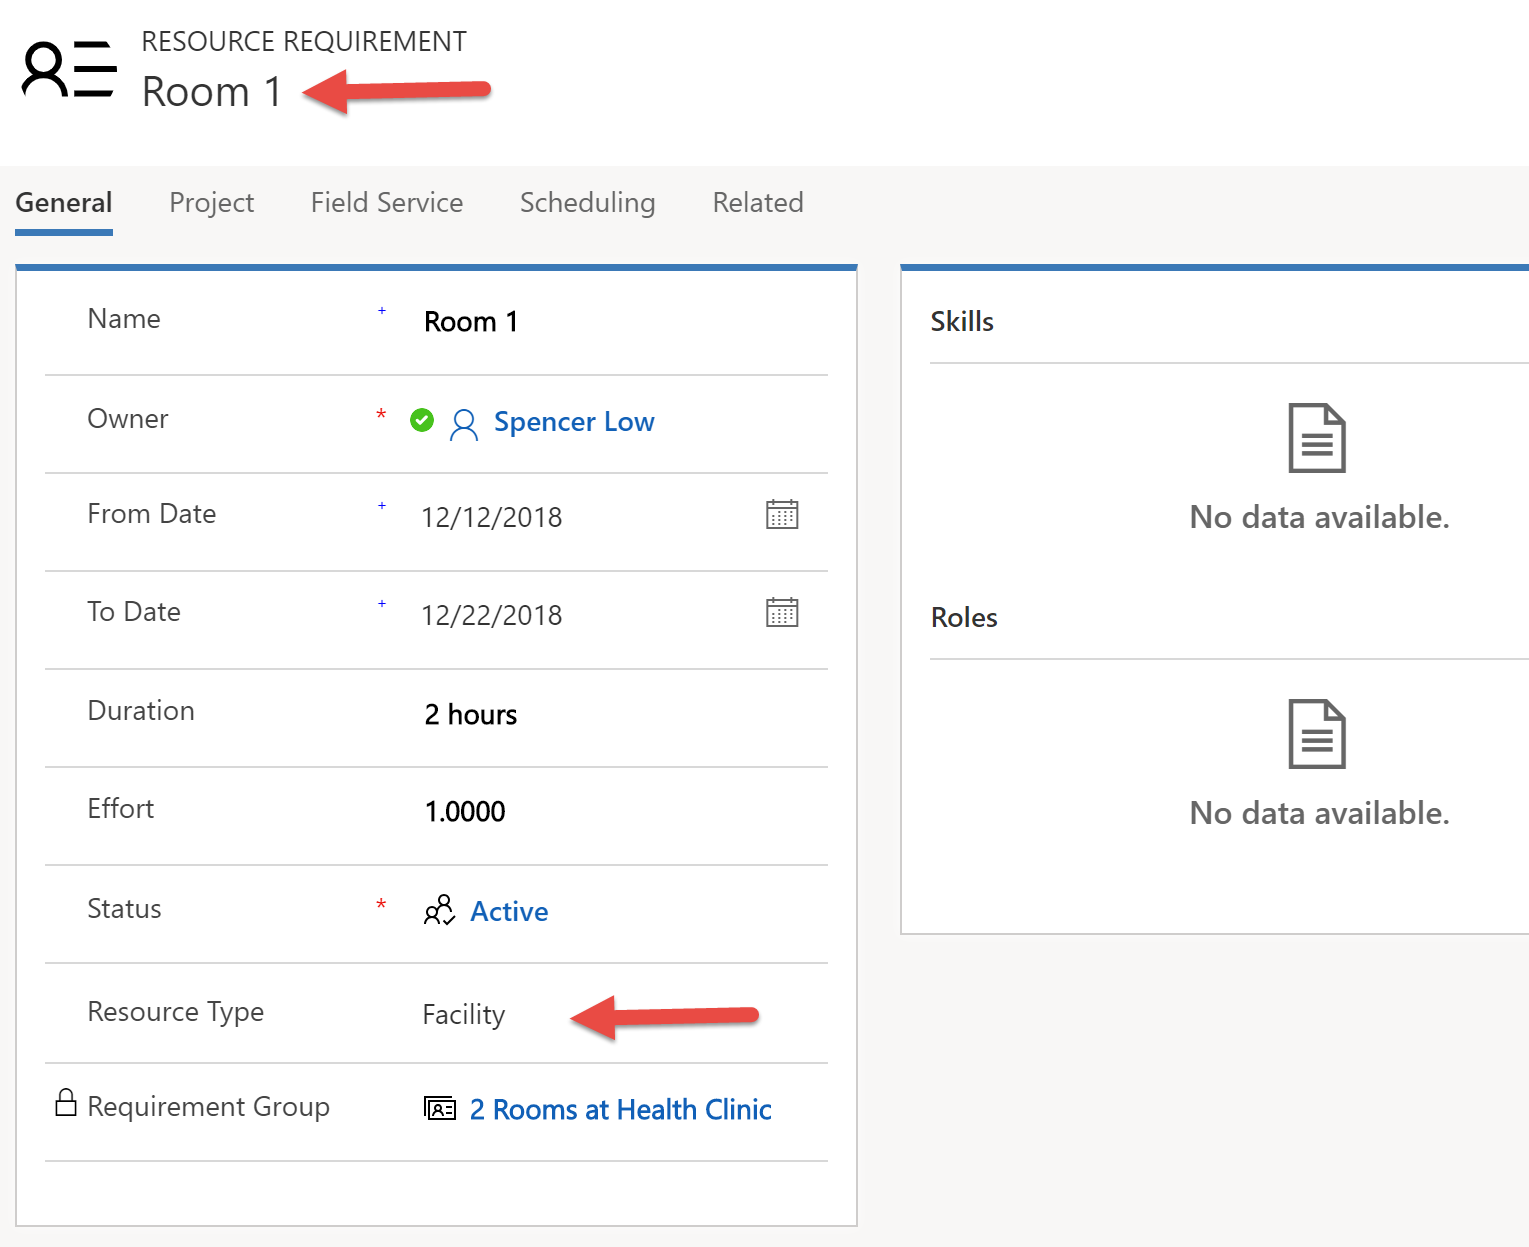 RESOURCE REQUIREMENT
Room 1
General Project Field Service Scheduling Related
Name + Room 1
Owner * Spencer Low
From Date + 12/12/2018
To Date + 12/22/2018
Duration 2 hours
Effort 1.0000
Status * Active
Resource Type Facility
Requirement Group 2 Rooms at Health Clinic
Skills
No data available.
Roles
No data available.